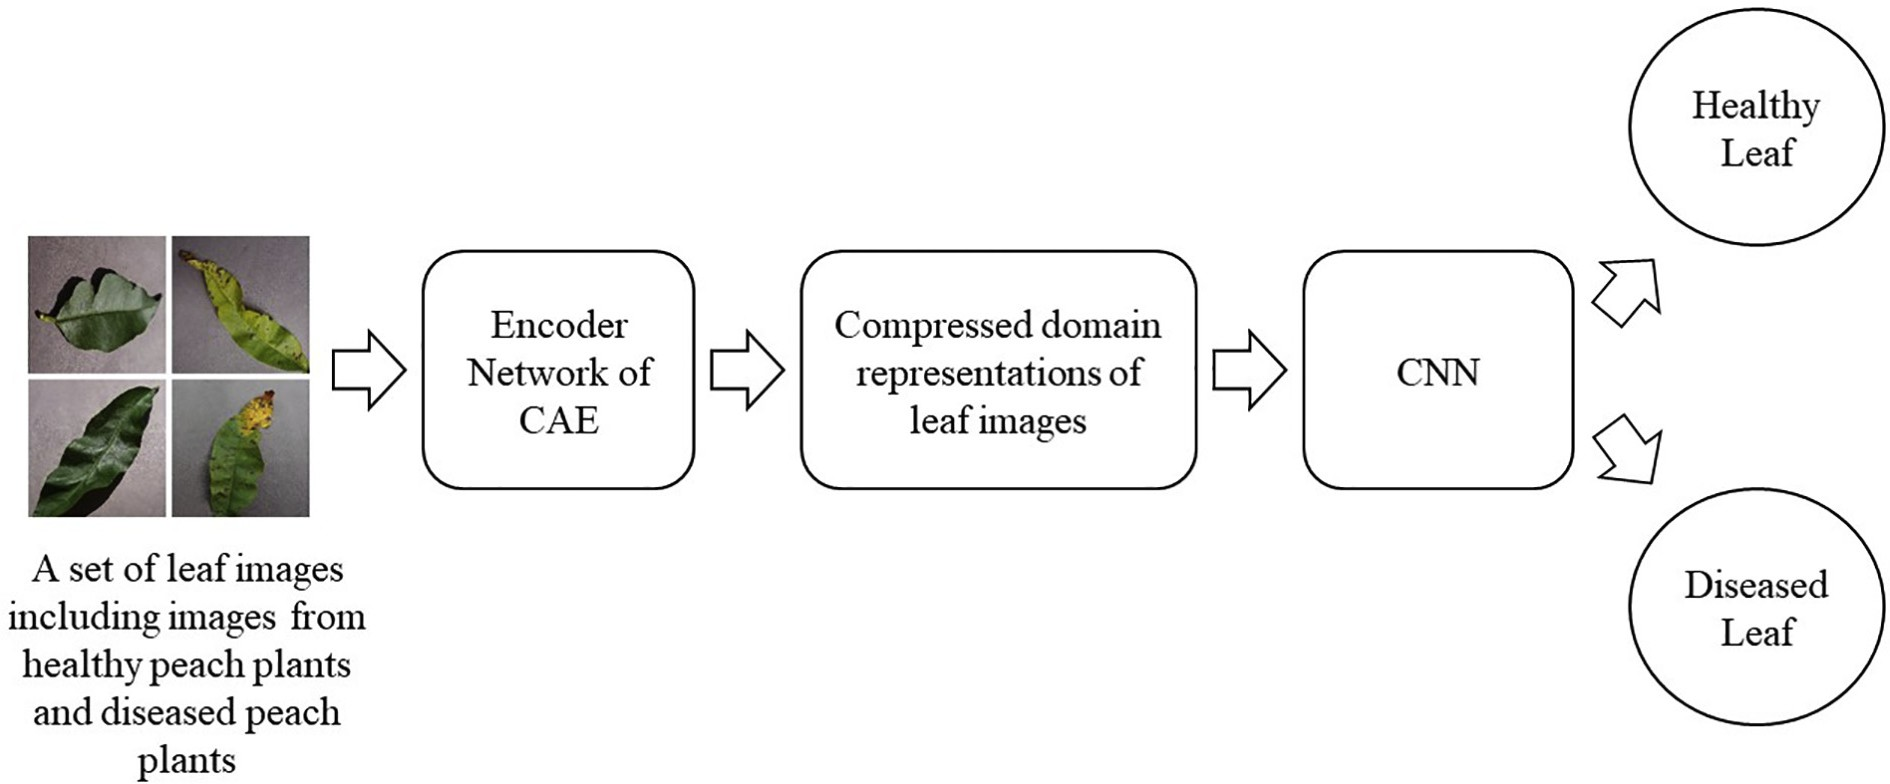 A set of leaf images
including images from
healthy peach plants
and diseased peach
plants
Encoder
Network of
CAE
Compressed domain
representations of
leaf images
CNN
Healthy
Leaf
Diseased
Leaf